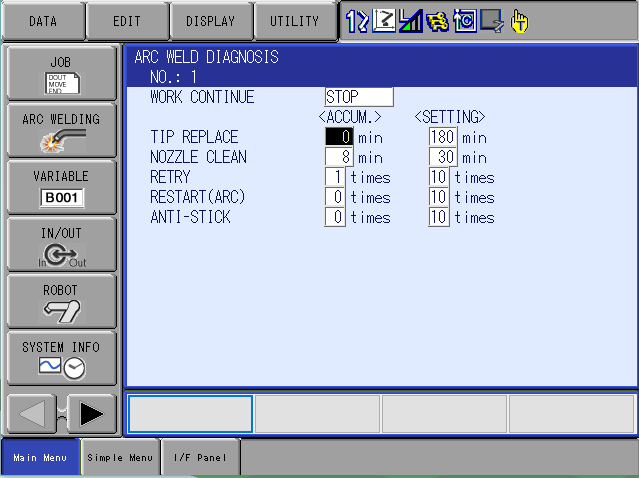 DATA EDIT DISPLAY UTILITY
JOB
DOUT
MOVE
END
ARC WELDING
VARIABLE
B001
IN/OUT
In Out
ROBOT
SYSTEM INFO
ARC WELD DIAGNOSIS
NO.: 1
WORK CONTINUE STOP
<ACCUM.> <SETTING>
TIP REPLACE 0 min 180 min
NOZZLE CLEAN 8 min 30 min
RETRY 1 times 10 times
RESTART(ARC) 0 times 10 times
ANTI-STICK 0 times 10 times
Main Menu Simple Menu I/F Panel